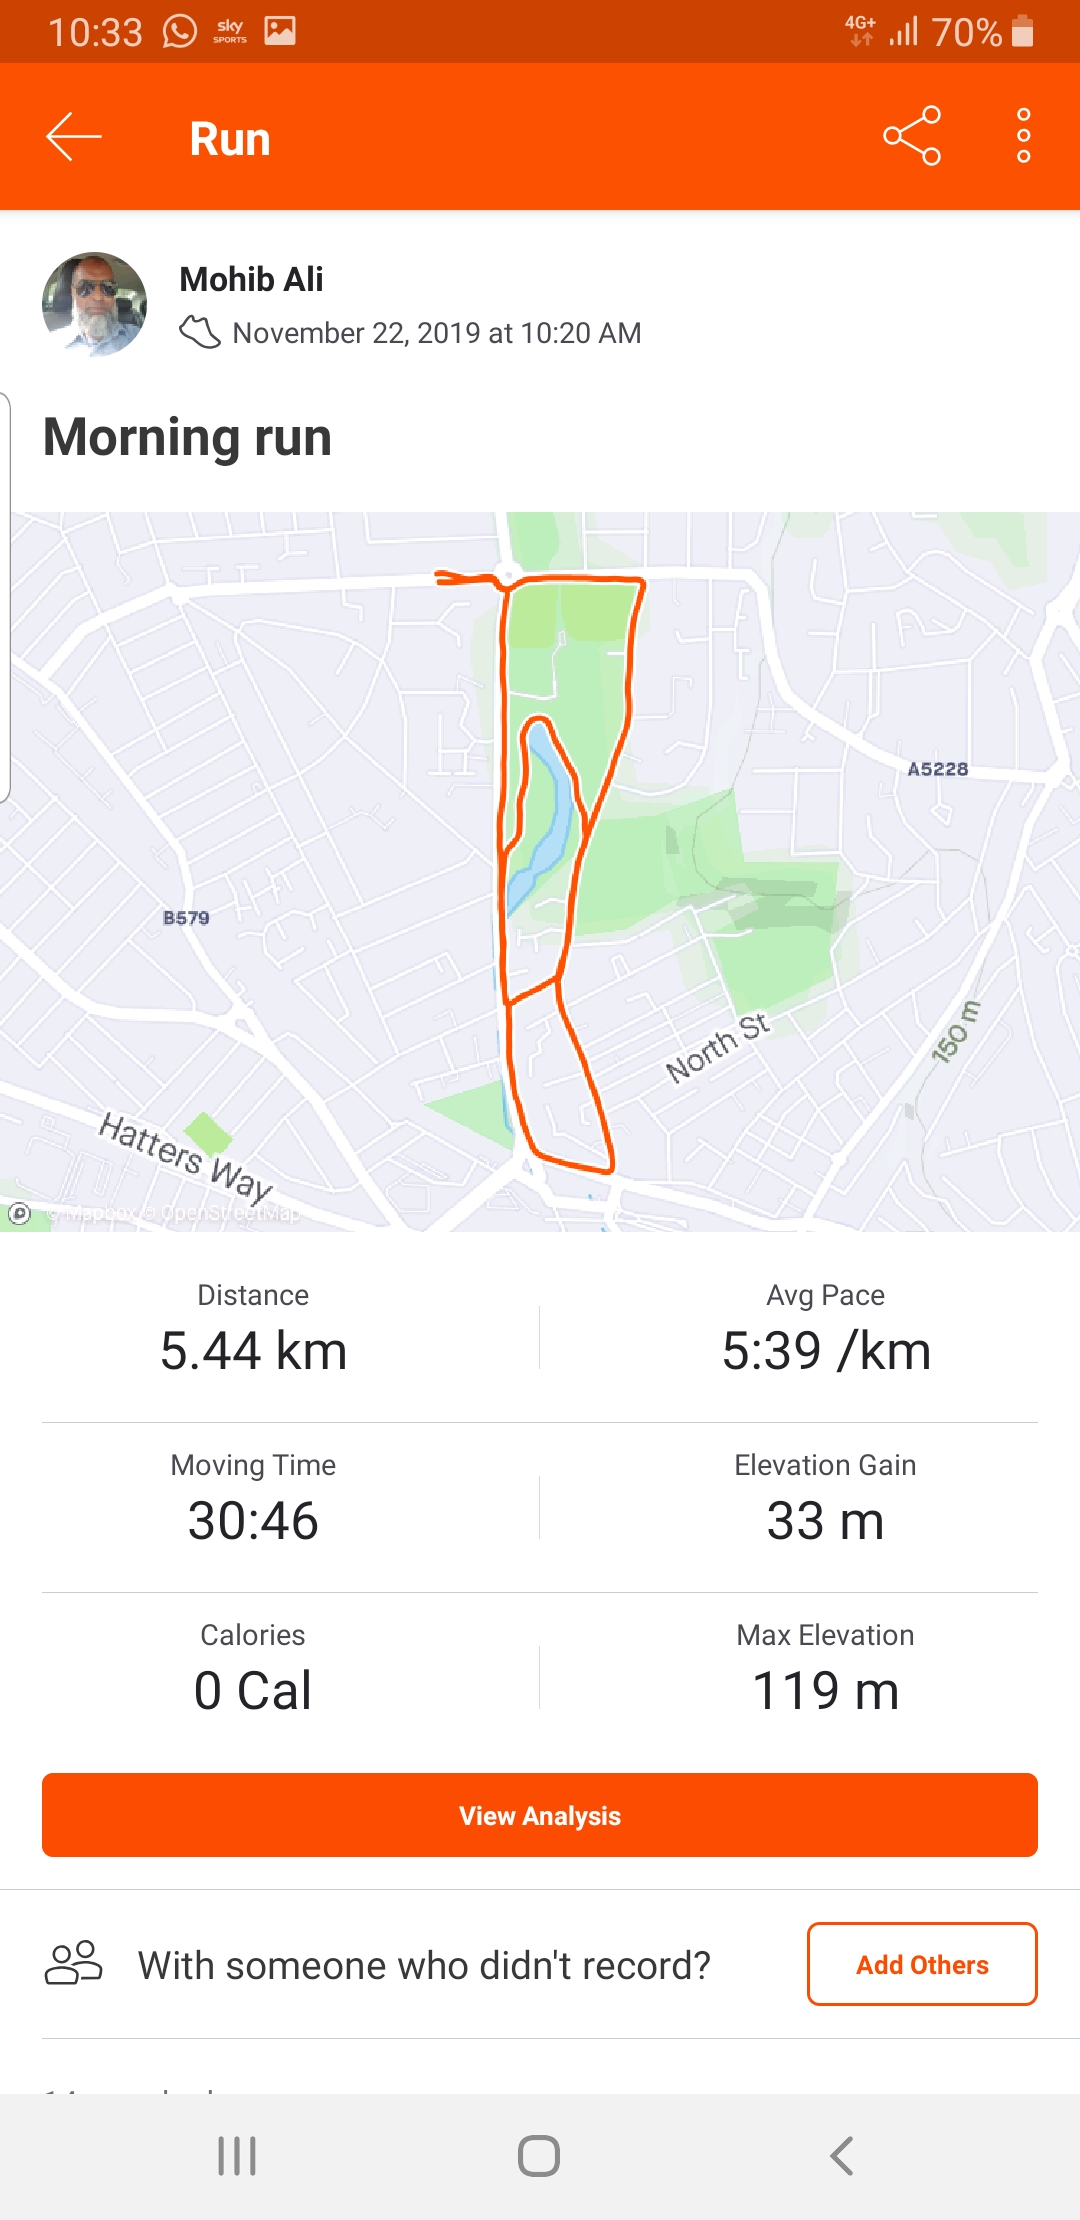 10:33 sky SPORTS 4G+ 70%
Run
Mohib Ali
November 22, 2019 at 10:20 AM
Morning run
A5228
B579
North St
150 m
Hatters Way
© Mapbox © OpenStreetMap
Distance
5.44 km
Avg Pace
5:39 /km
Moving Time
30:46
Elevation Gain
33 m
Calories
0 Cal
Max Elevation
119 m
View Analysis
With someone who didn't record?
Add Others